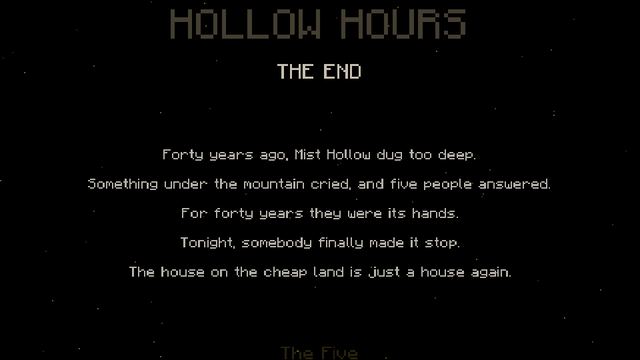 HOLLOW HOURS
THE END
Forty years ago, Mist Hollow dug too deep.
Something under the mountain cried, and five people answered.
For forty years they were its hands.
Tonight, somebody finally made it stop.
The house on the cheap land is just a house again.
The Five